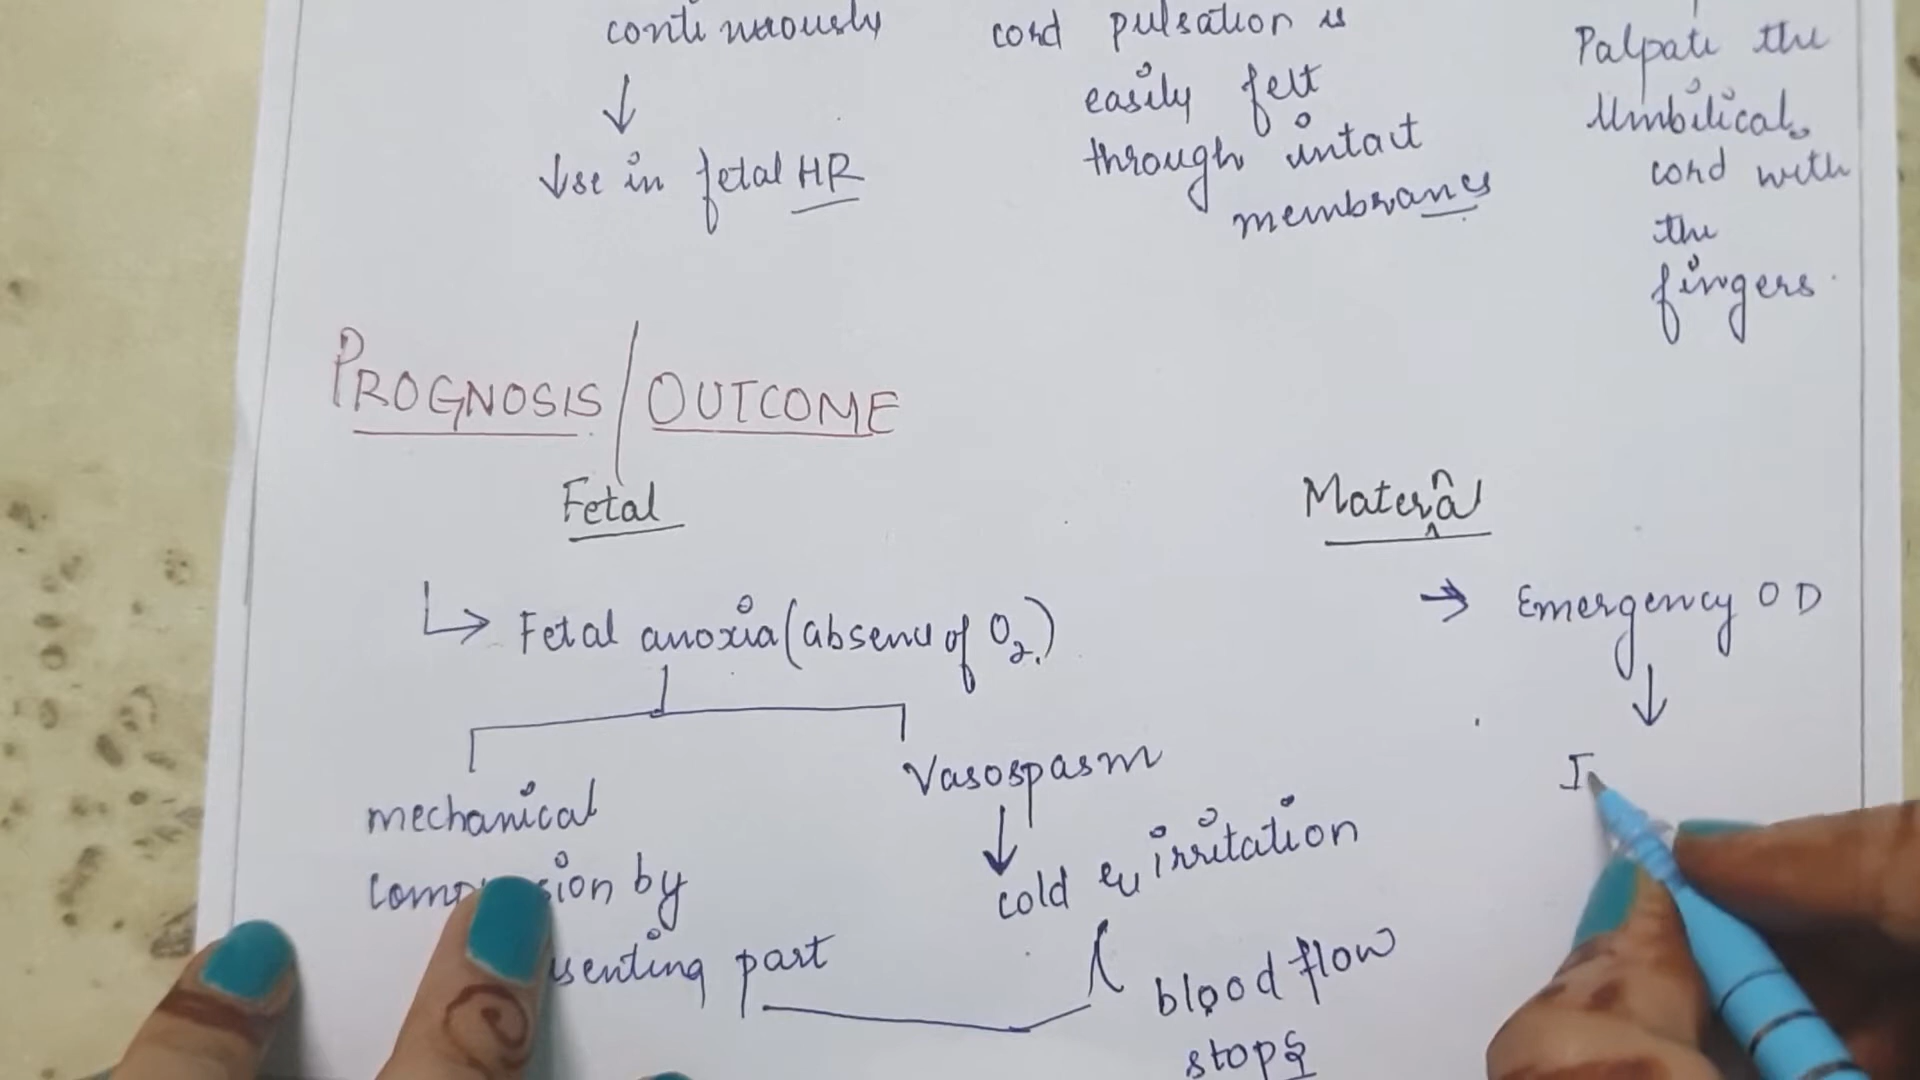 continuously
↓
↓se in fetal HR
cord pulsation is
easily felt
through intact
membranes
Palpate the
Umbilical
cord with
the
fingers.
PROGNOSIS/OUTCOME
Fetal
→ Fetal anoxia (absence of O2.)
mechanical
by
part
Vasospasm
↓
cold irritation
blood flow
stops
Maternal
→ Emergency OD
↓
I